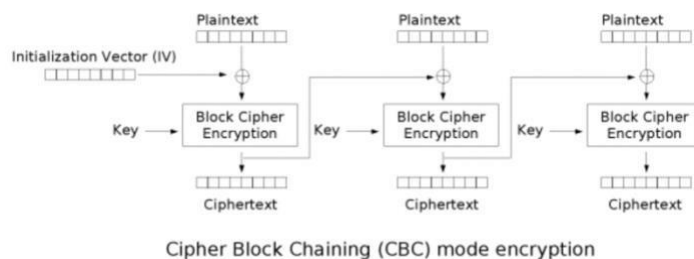 Plaintext
Plaintext
Plaintext
Initialization Vector (IV)
Key
Block Cipher
Encryption
Key
Block Cipher
Encryption
Key
Block Cipher
Encryption
Ciphertext
Ciphertext
Ciphertext
Cipher Block Chaining (CBC) mode encryption